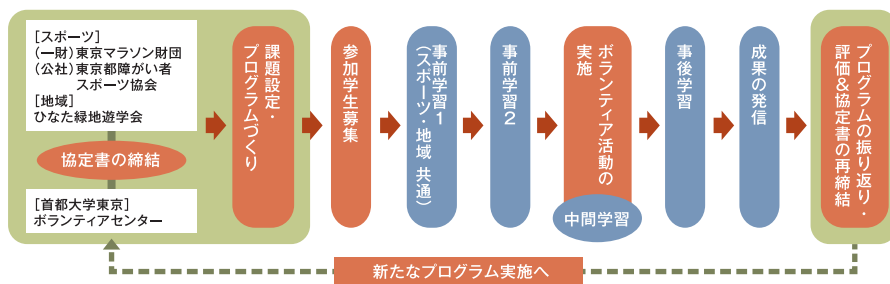 [スポーツ]
(一財)東京マラソン財団
(公社)東京都障がい者
スポーツ協会
[地域]
ひなた緑地遊学会
協定書の締結
[首都大学東京]
ボランティアセンター
課題設定・
プログラムづくり
参加学生募集
事前学習1
(スポーツ・地域 共通)
事前学習2
ボランティア活動の
実施
中間学習
事後学習
成果の発信
プログラムの振り返り・
評価&協定書の再締結
新たなプログラム実施へ